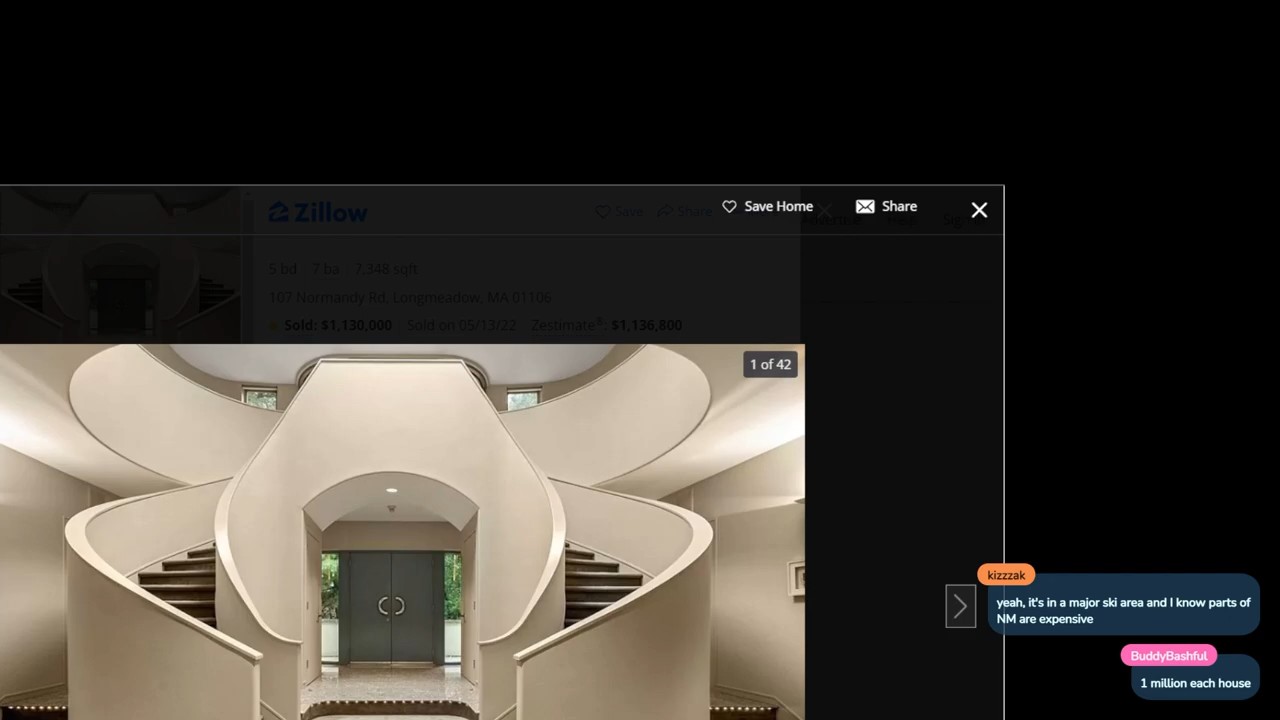 Save Home
Share
Zillow
Save
Share
5 bd 7 ba 7,348 sqft
107 Normandy Rd, Longmeadow, MA 01106
Sold: $1,130,000 Sold on 05/13/22 Zestimate®: $1,136,800
1 of 42
kizzzak
yeah, it's in a major ski area and I know parts of
NM are expensive
BuddyBashful
1 million each house